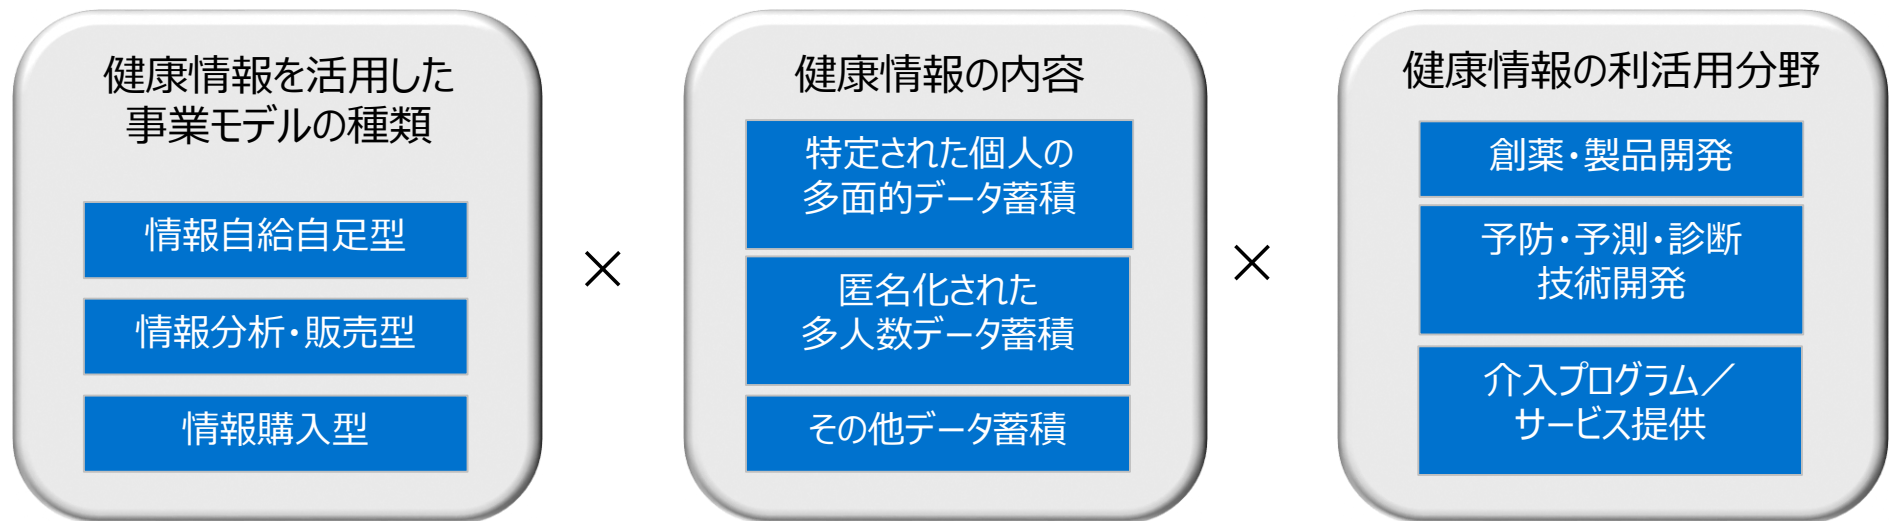 健康情報を活用した
事業モデルの種類
情報自給自足型
情報分析・販売型
情報購入型
×
健康情報の内容
特定された個人の
多面的データ蓄積
匿名化された
多人数データ蓄積
その他データ蓄積
×
健康情報の利活用分野
創薬・製品開発
予防・予測・診断
技術開発
介入プログラム／
サービス提供